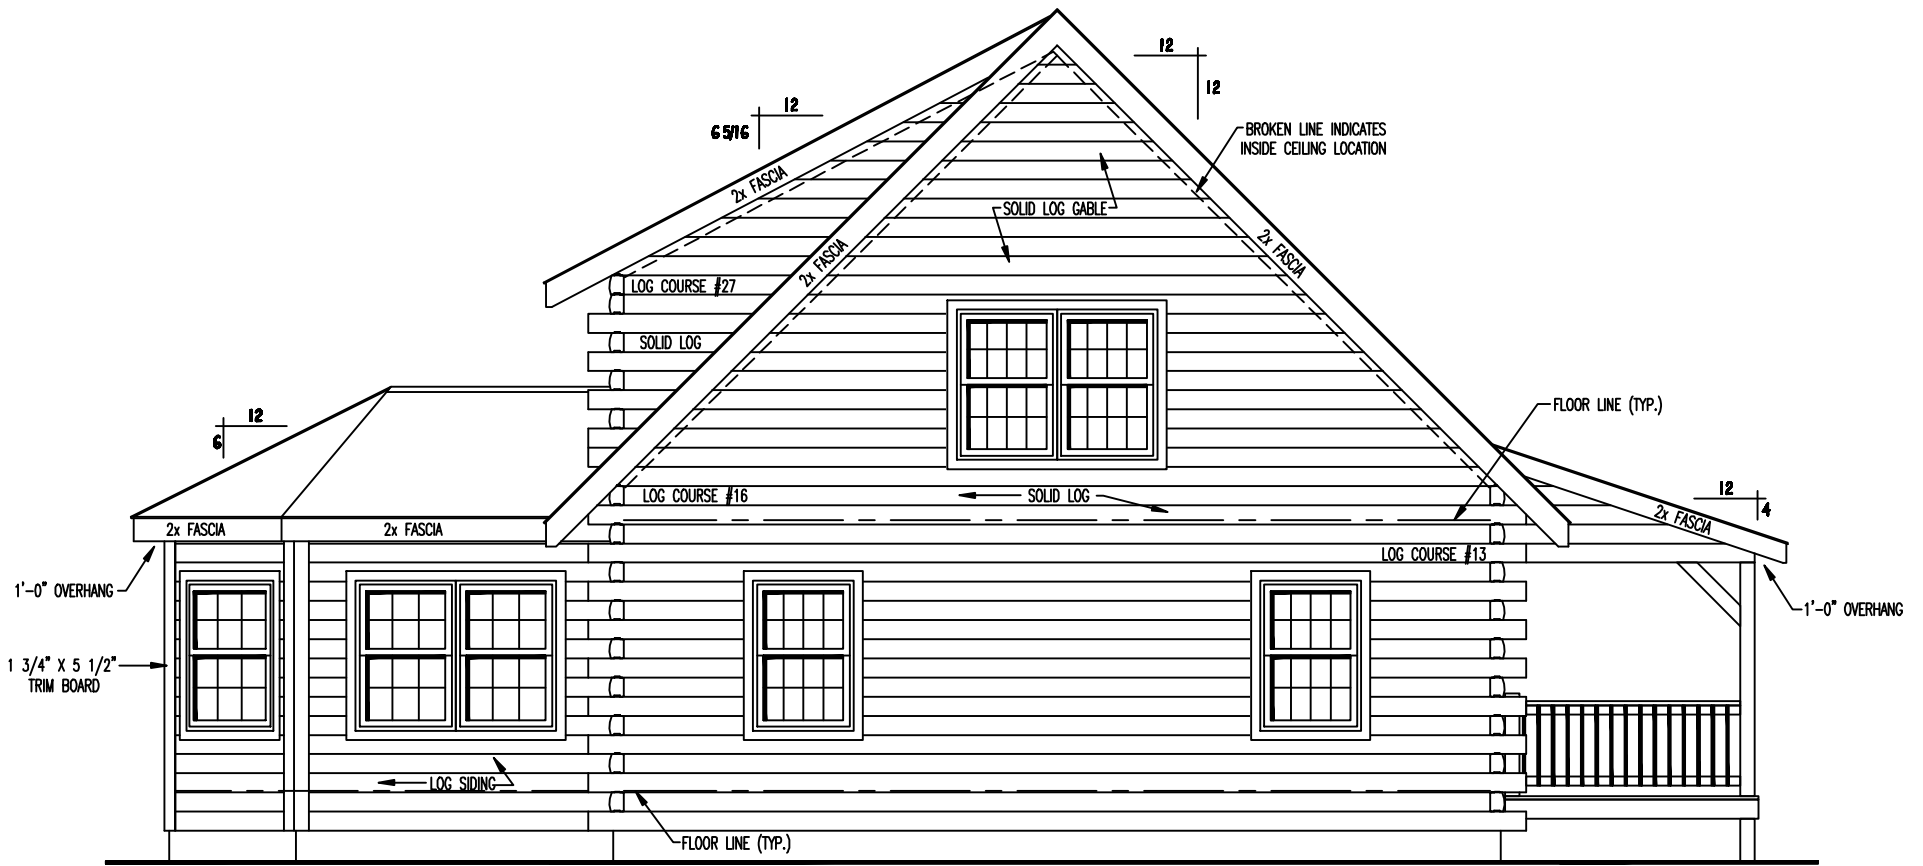 12
12
12
6 5/16
BROKEN LINE INDICATES
INSIDE CEILING LOCATION
2x FASCIA
SOLID LOG GABLE
2x FASCIA
2x FASCIA
LOG COURSE #27
SOLID LOG
12
6
FLOOR LINE (TYP.)
LOG COURSE #16
SOLID LOG
12
4
2x FASCIA
2x FASCIA
2x FASCIA
LOG COURSE #13
1'-0" OVERHANG
1'-0" OVERHANG
1 3/4" X 5 1/2"
TRIM BOARD
LOG SIDING
FLOOR LINE (TYP.)